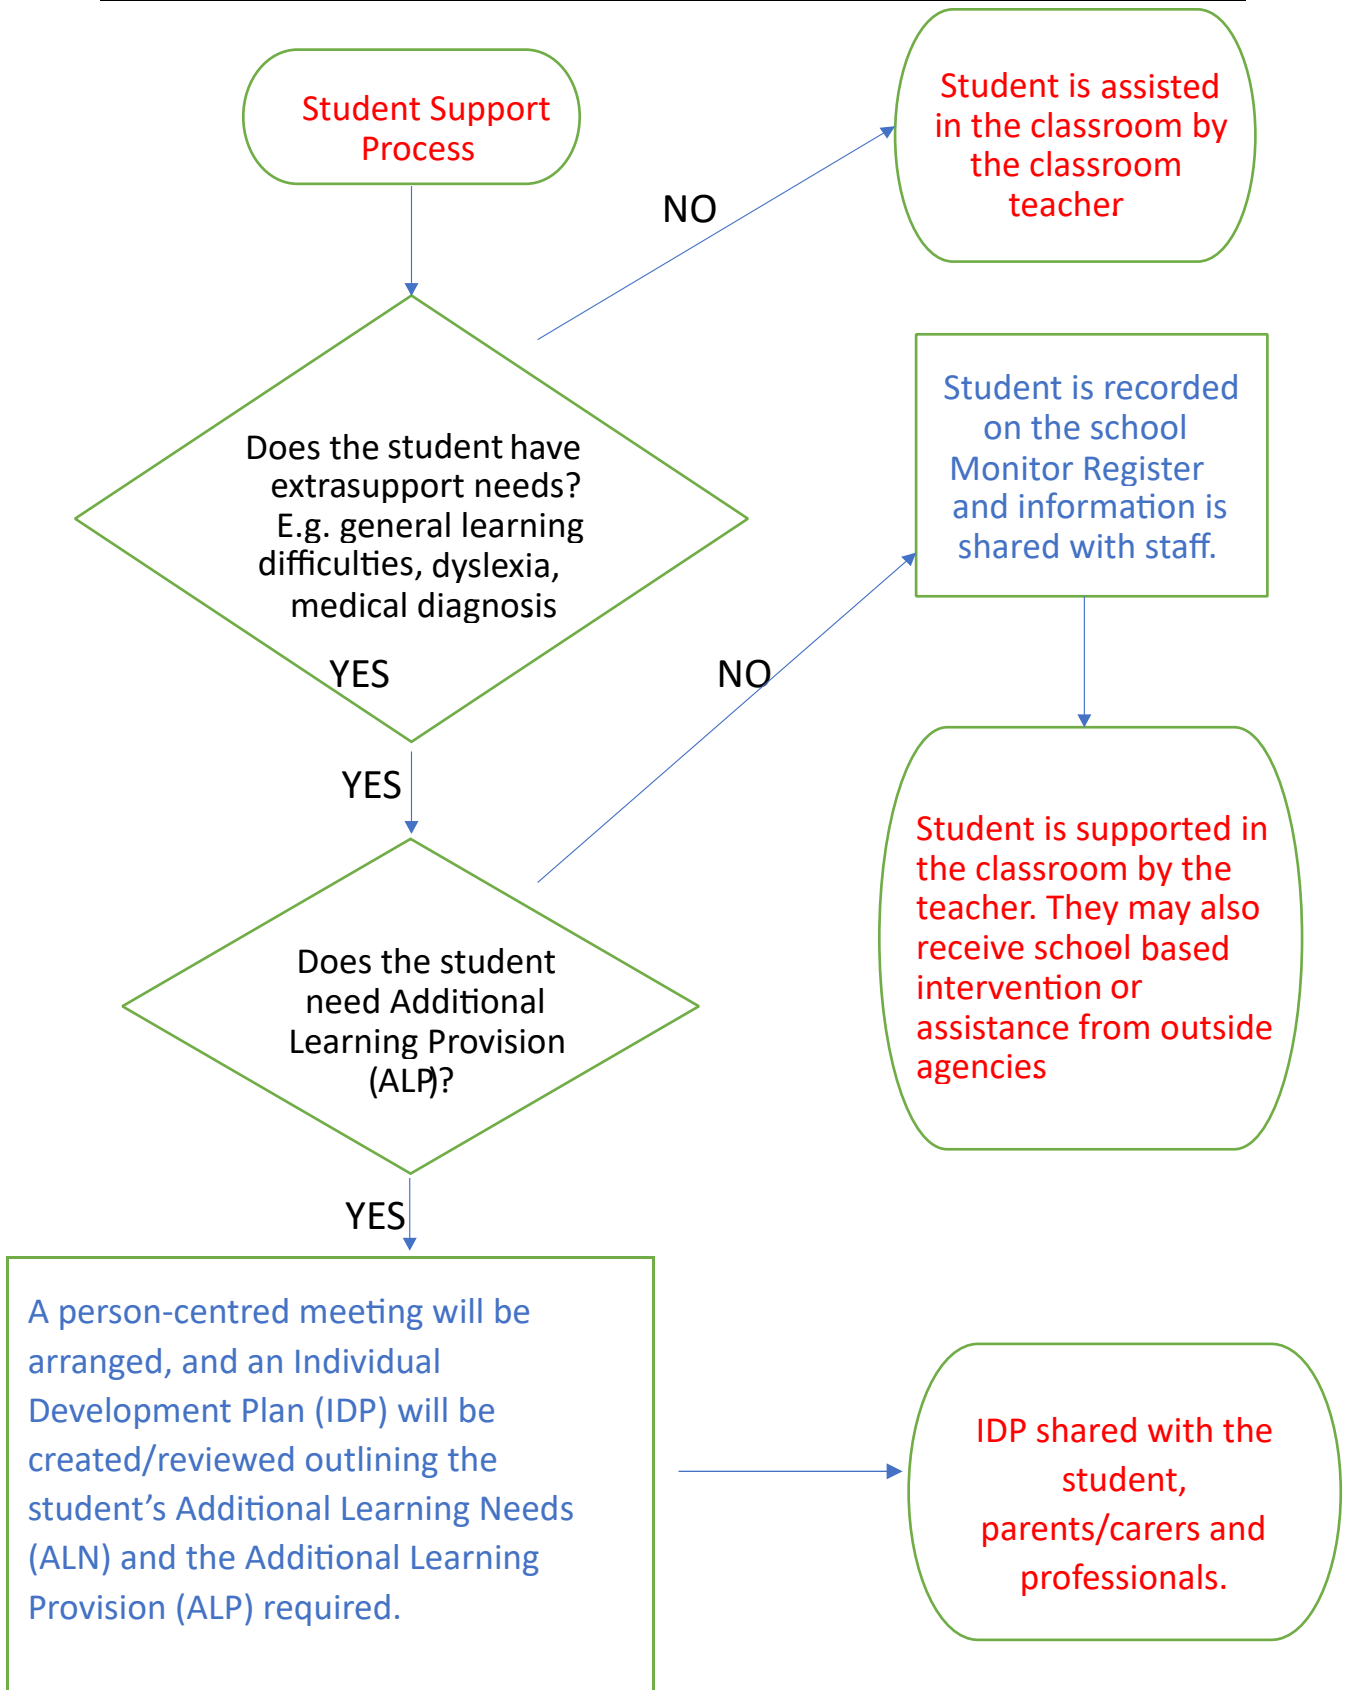 Student Support
Process
Student is assisted
in the classroom by
the classroom
teacher
NO
Does the student have
extrasupport needs?
E.g. general learning
difficulties, dyslexia,
medical diagnosis
YES
Student is recorded
on the school
Monitor Register
and information is
shared with staff.
NO
YES
Does the student
need Additional
Learning Provision
(ALP)?
Student is supported in
the classroom by the
teacher. They may also
receive school-based
intervention or
assistance from outside
agencies
YES
A person-centred meeting will be
arranged, and an Individual
Development Plan (IDP) will be
created/reviewed outlining the
student’s Additional Learning Needs
(ALN) and the Additional Learning
Provision (ALP) required.
IDP shared with the
student,
parents/carers and
professionals.